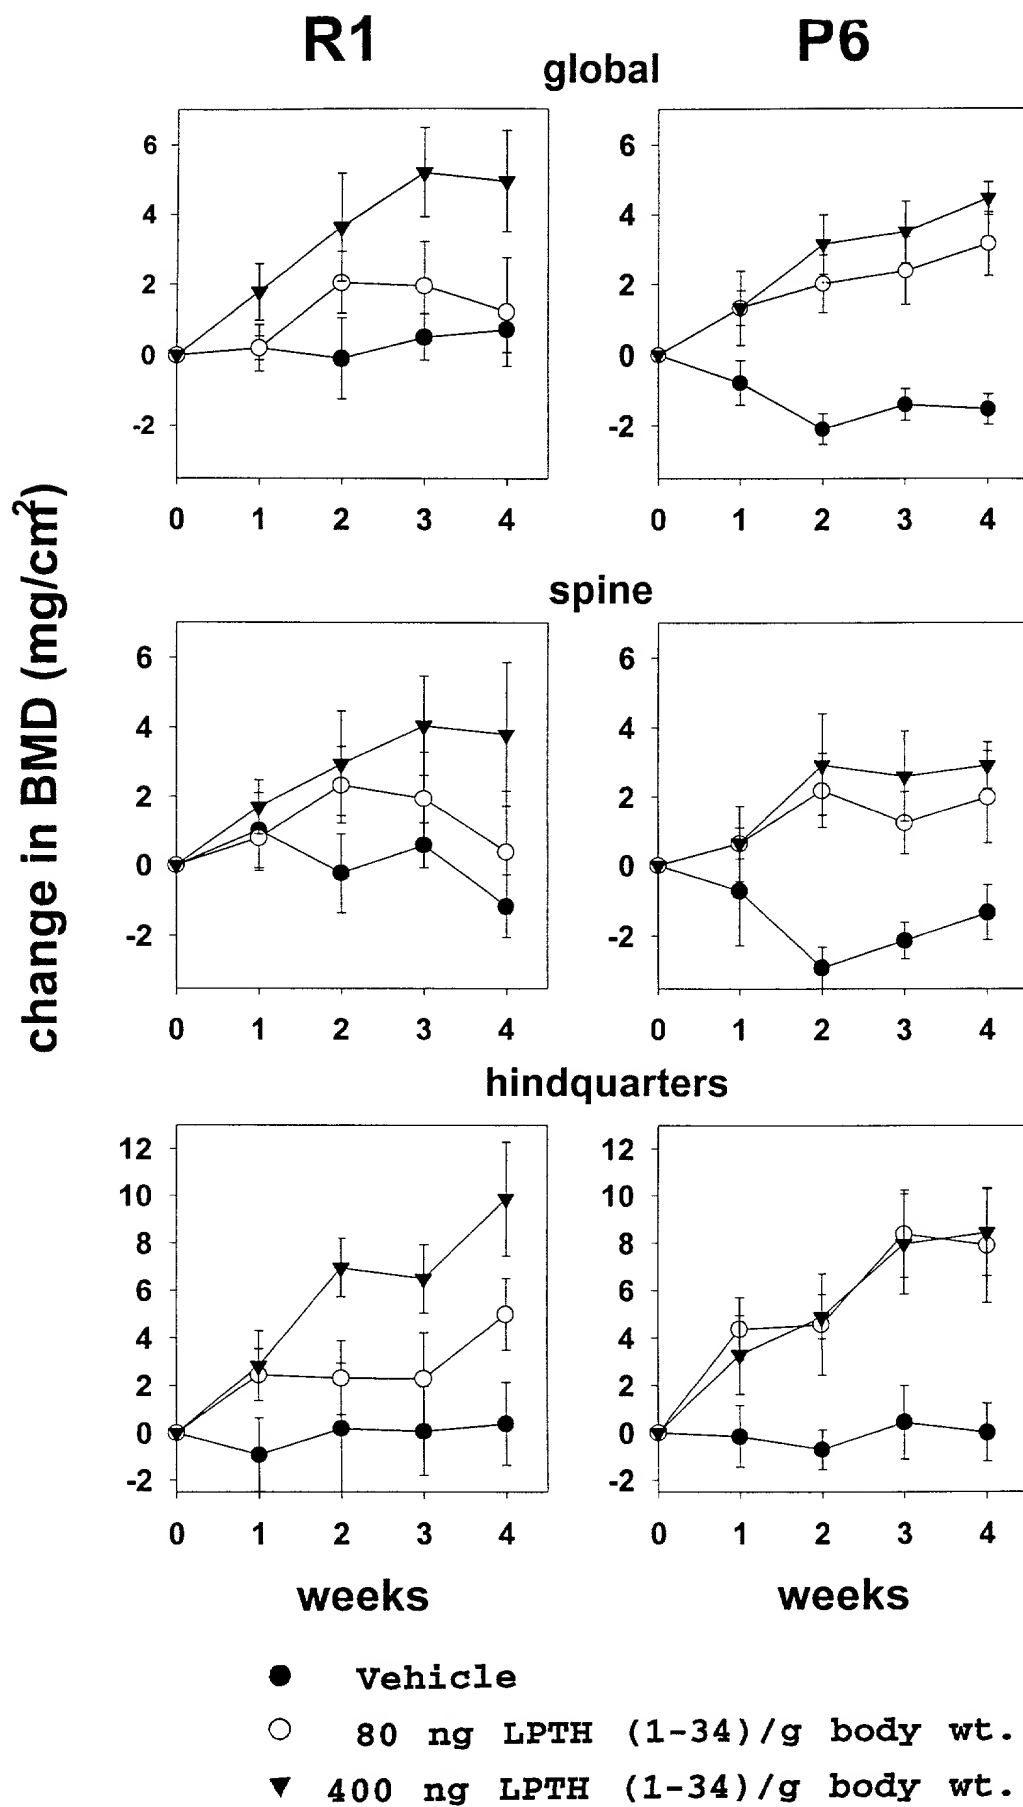 R1 P6
global
6 6
4 4
2 2
0 0
-2 -2
0 1 2 3 4 0 1 2 3 4
change in BMD (mg/cm²)
spine
6 6
4 4
2 2
0 0
-2 -2
0 1 2 3 4 0 1 2 3 4
hindquarters
12 12
10 10
8 8
6 6
4 4
2 2
0 0
-2 -2
0 1 2 3 4 0 1 2 3 4
weeks weeks
Vehicle
80 ng LPTH (1-34)/g body wt.
400 ng LPTH (1-34)/g body wt.